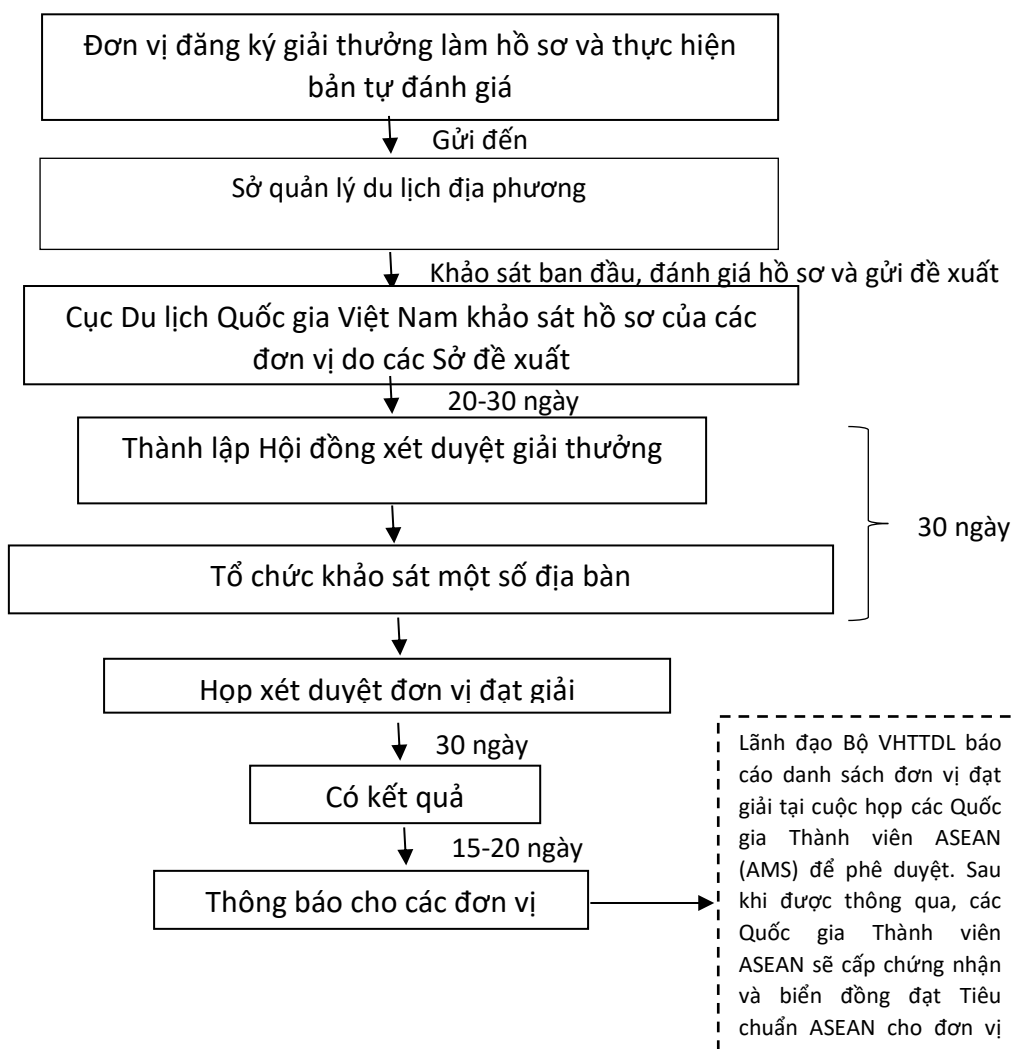 Đơn vị đăng ký giải thưởng làm hồ sơ và thực hiện
bản tự đánh giá
Gửi đến
Sở quản lý du lịch địa phương
Khảo sát ban đầu, đánh giá hồ sơ và gửi đề xuất
Cục Du lịch Quốc gia Việt Nam khảo sát hồ sơ của các
đơn vị do các Sở đề xuất
20-30 ngày
Thành lập Hội đồng xét duyệt giải thưởng
30 ngày
Tổ chức khảo sát một số địa bàn
Họp xét duyệt đơn vị đạt giải
30 ngày
Có kết quả
15-20 ngày
Thông báo cho các đơn vị
Lãnh đạo Bộ VHTTDL báo
cáo danh sách đơn vị đạt
giải tại cuộc họp các Quốc
gia Thành viên ASEAN
(AMS) để phê duyệt. Sau
khi được thông qua, các
Quốc gia Thành viên
ASEAN sẽ cấp chứng nhận
và biển đồng đạt Tiêu
chuẩn ASEAN cho đơn vị